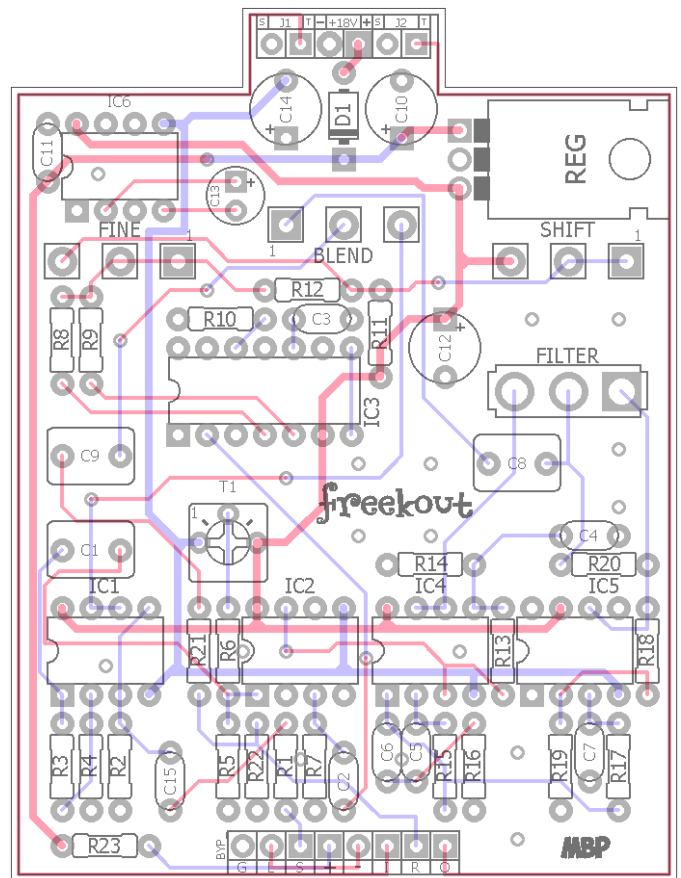 S J1 T - +18V + S J2 T
IC6
C14
D1
C10
REG
C11
C13
FINE
1
1
BLEND
SHIFT
1
R12
R10
C3
R11
R8
R9
C12
FILTER
IC3
C9
C8
T1
1
freekout
C1
C4
R14
R20
IC1
IC2
IC4
IC5
R21
R6
R13
R18
R3
R4
R2
C15
R5
R22
R1
R7
C2
C6
C5
R15
R16
R19
C7
R17
R23
BYP
G L S + - I R O
MBP